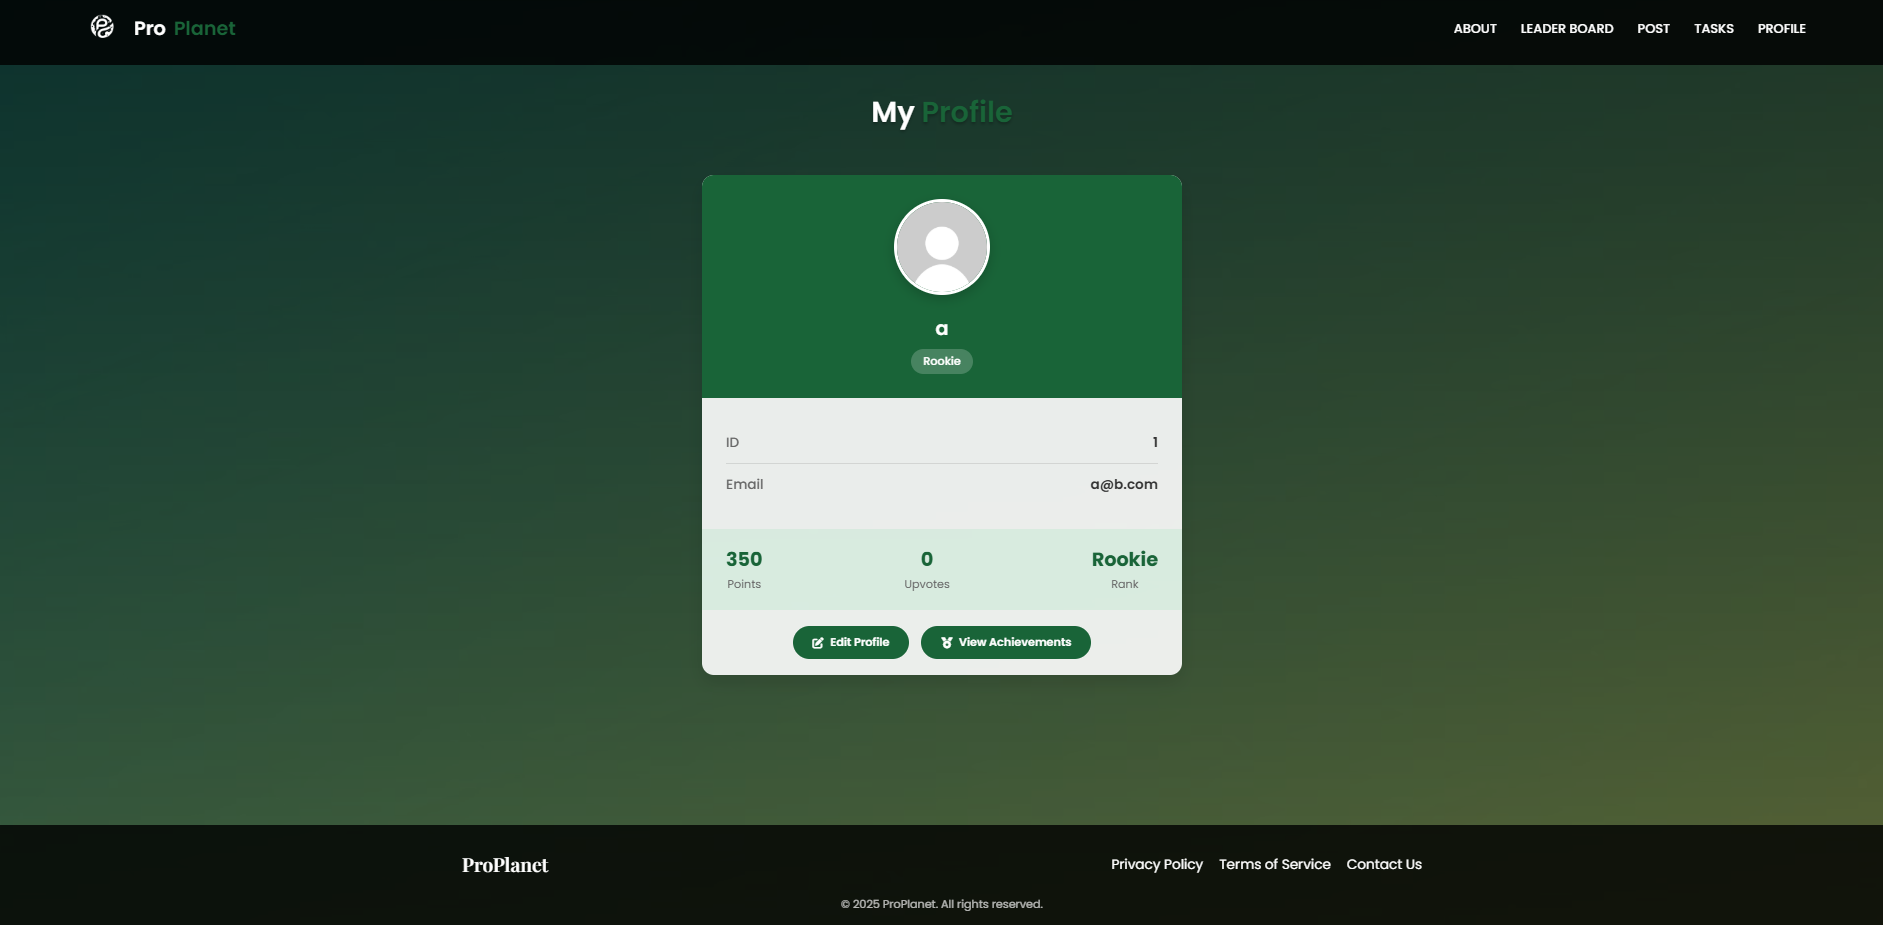 Pro Planet
ABOUT LEADER BOARD POST TASKS PROFILE
My Profile
a
Rookie
ID 1
Email a@b.com
350 0 Rookie
Points Upvotes Rank
Edit Profile View Achievements
ProPlanet
Privacy Policy Terms of Service Contact Us
© 2025 ProPlanet. All rights reserved.